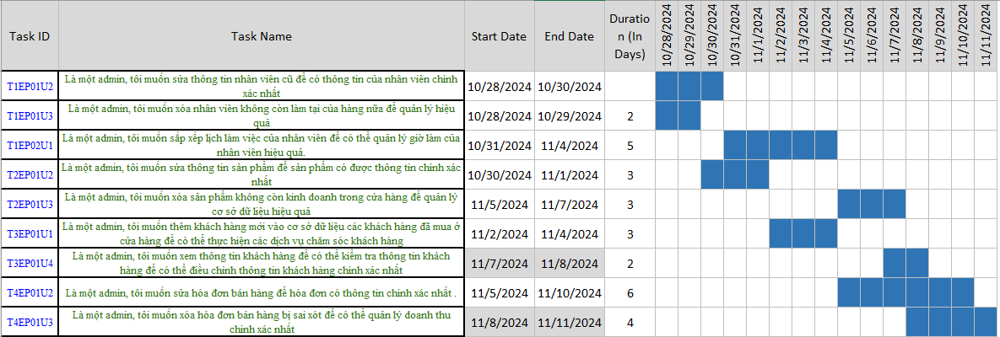 Task ID Task Name Start Date End Date Duratio
n (In
Days) 10/28/2024 10/29/2024 10/30/2024 10/31/2024 11/1/2024 11/2/2024 11/3/2024 11/4/2024 11/5/2024 11/6/2024 11/7/2024 11/8/2024 11/9/2024 11/10/2024 11/11/2024
T1EP01U2 Là một admin, tôi muốn sửa thông tin nhân viên cũ để có thông tin của nhân viên chính
xác nhất 10/28/2024 10/30/2024
T1EP01U3 Là một admin, tôi muốn xóa nhân viên không còn làm tại cửa hàng nữa để quản lý hiệu
quả 10/28/2024 10/29/2024 2
T1EP02U1 Là một admin, tôi muốn sắp xếp lịch làm việc của nhân viên để có thể quản lý giờ làm của
nhân viên hiệu quả. 10/31/2024 11/4/2024 5
T2EP01U2 Là một admin, tôi muốn sửa thông tin sản phẩm để sản phẩm có được thông tin chính xác
nhất 10/30/2024 11/1/2024 3
T2EP01U3 Là một admin, tôi muốn xóa sản phẩm không còn kinh doanh trong cửa hàng để quản lý
cơ sở dữ liệu hiệu quả 11/5/2024 11/7/2024 3
T3EP01U1 Là một admin, tôi muốn thêm khách hàng mới vào cơ sở dữ liệu các khách hàng đã mua ở
cửa hàng để có thể thực hiện các dịch vụ chăm sóc khách hàng 11/2/2024 11/4/2024 3
T3EP01U4 Là một admin, tôi muốn xem thông tin khách hàng để có thể kiểm tra thông tin khách
hàng để có thể điều chỉnh thông tin khách hàng chính xác nhất 11/7/2024 11/8/2024 2
T4EP01U2 Là một admin, tôi muốn sửa hóa đơn bán hàng để hóa đơn có thông tin chính xác nhất . 11/5/2024 11/10/2024 6
T4EP01U3 Là một admin, tôi muốn xóa hóa đơn bán hàng bị sai xót để có thể quản lý doanh thu
chính xác nhất 11/8/2024 11/11/2024 4